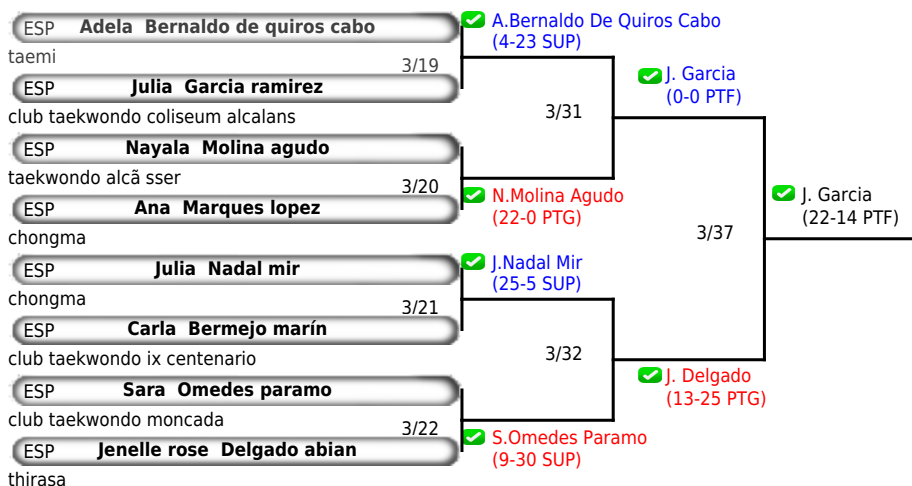 ESP Adela Bernaldo de quiros cabo
taemi
3/19
ESP Julia Garcia ramirez
club taekwondo coliseum alcalans
ESP Nayala Molina agudo
taekwondo alcã sser
3/20
ESP Ana Marques lopez
chongma
ESP Julia Nadal mir
chongma
3/21
ESP Carla Bermejo marín
club taekwondo ix centenario
ESP Sara Omedes paramo
club taekwondo moncada
3/22
ESP Jenelle rose Delgado abian
thirasa
A.Bernaldo De Quiros Cabo
(4-23 SUP)
3/31
N.Molina Agudo
(22-0 PTG)
J.Nadal Mir
(25-5 SUP)
3/32
S.Omedes Paramo
(9-30 SUP)
J. Garcia
(0-0 PTF)
3/37
J. Delgado
(13-25 PTG)
J. Garcia
(22-14 PTF)